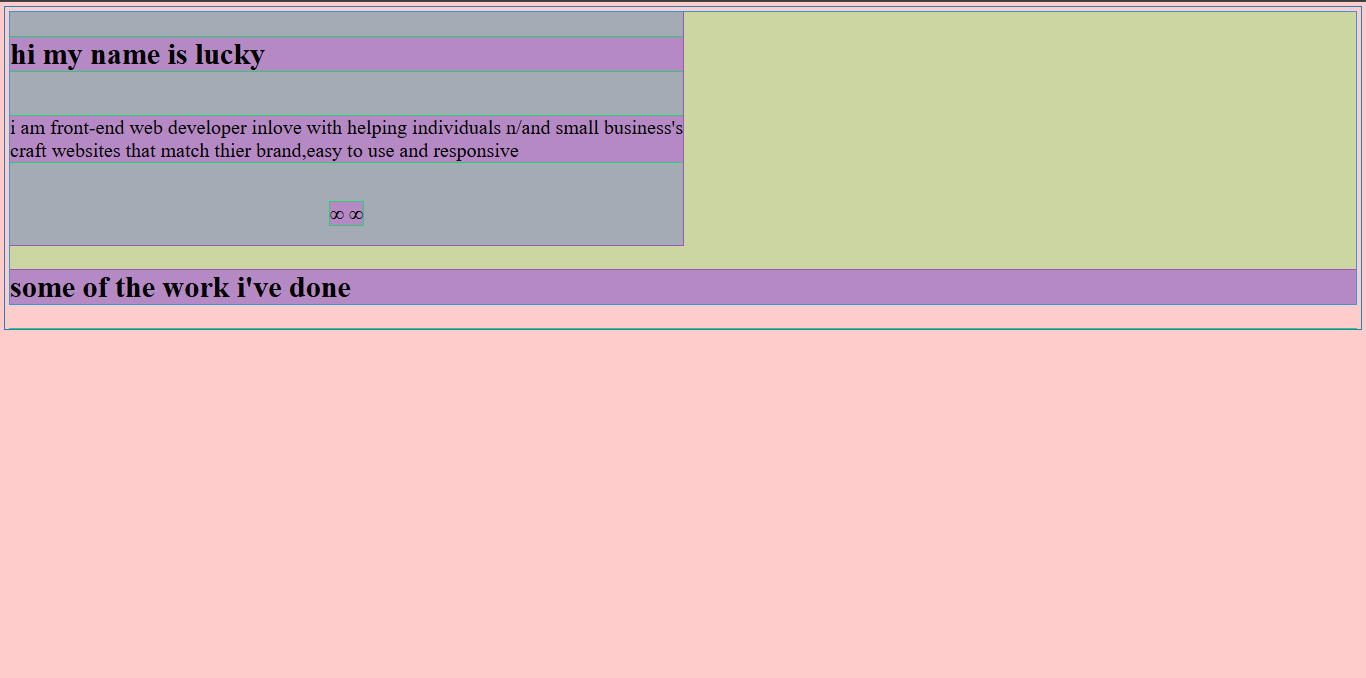 hi my name is lucky
i am front-end web developer inlove with helping individuals n/and small business's
craft websites that match thier brand,easy to use and responsive
∞ ∞
some of the work i've done